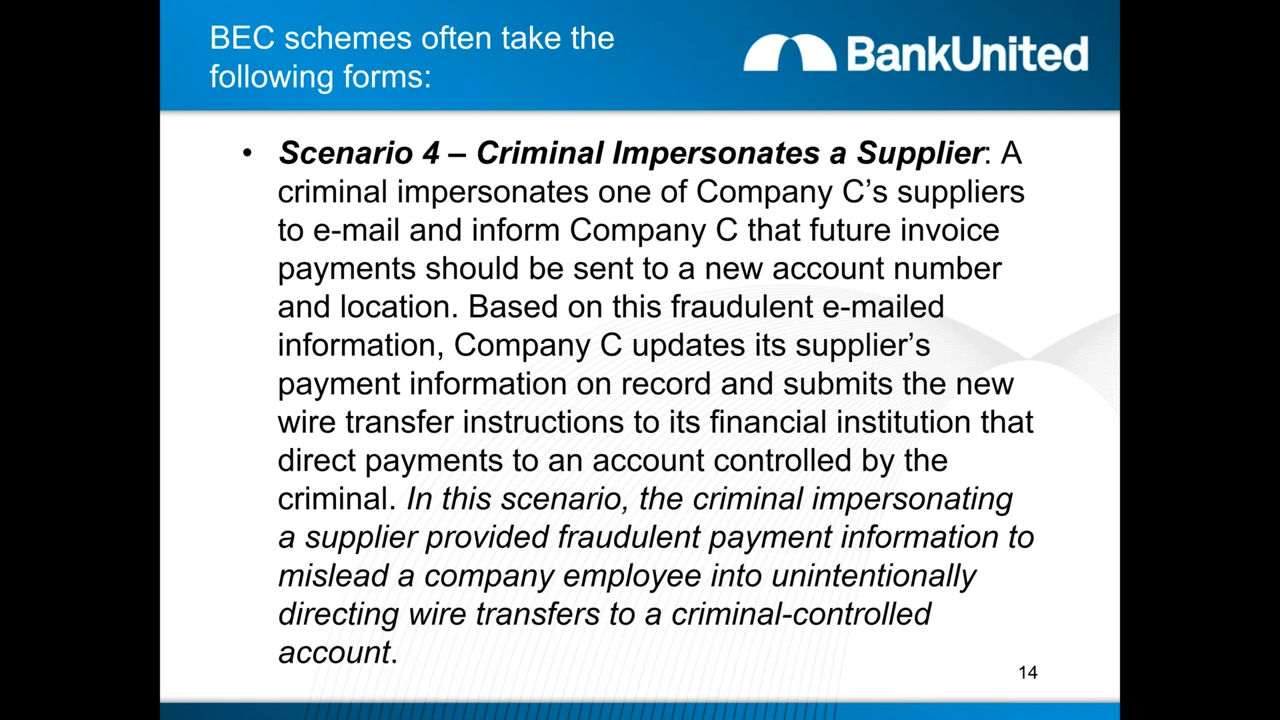 BEC schemes often take the
following forms:
BankUnited
• Scenario 4 – Criminal Impersonates a Supplier: A
criminal impersonates one of Company C’s suppliers
to e-mail and inform Company C that future invoice
payments should be sent to a new account number
and location. Based on this fraudulent e-mailed
information, Company C updates its supplier’s
payment information on record and submits the new
wire transfer instructions to its financial institution that
direct payments to an account controlled by the
criminal. In this scenario, the criminal impersonating
a supplier provided fraudulent payment information to
mislead a company employee into unintentionally
directing wire transfers to a criminal-controlled
account.
14